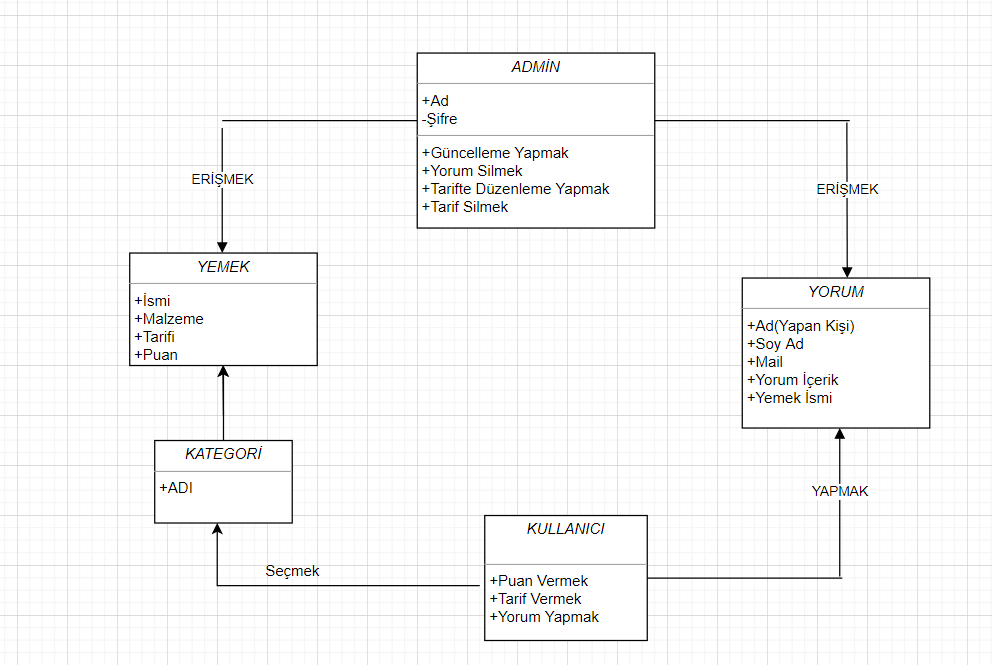 ADMİN
+Ad
-Şifre
+Güncelleme Yapmak
+Yorum Silmek
+Tarifte Düzenleme Yapmak
+Tarif Silmek
ERİŞMEK
ERİŞMEK
YEMEK
+İsmi
+Malzeme
+Tarifi
+Puan
YORUM
+Ad(Yapan Kişi)
+Soy Ad
+Mail
+Yorum İçerik
+Yemek İsmi
KATEGORİ
+ADI
YAPMAK
KULLANICI
+Puan Vermek
+Tarif Vermek
+Yorum Yapmak
Seçmek